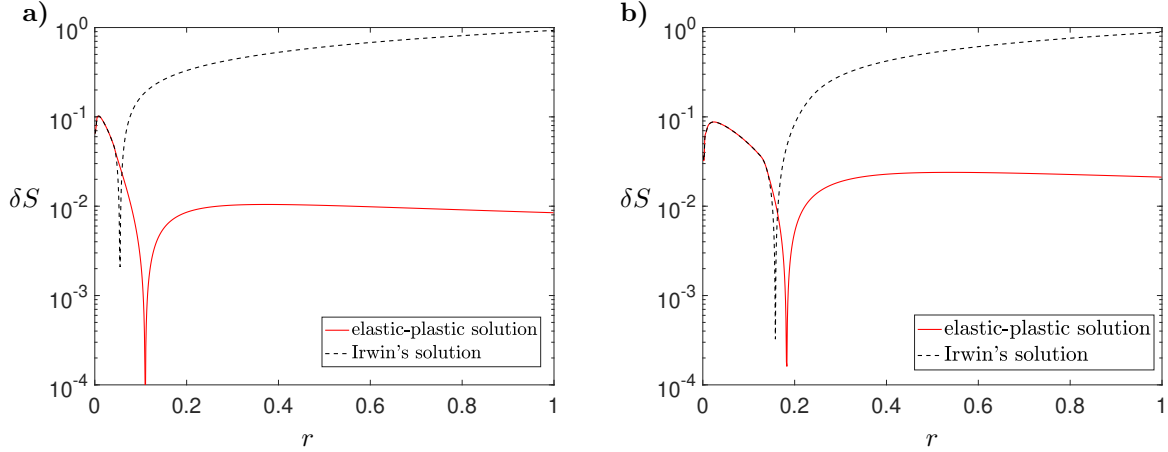 a)
10^0
10^-1
10^-2
10^-3
10^-4
δS
0 0.2 0.4 0.6 0.8 1
r
elastic-plastic solution
Irwin's solution
b)
10^0
10^-1
10^-2
10^-3
10^-4
δS
0 0.2 0.4 0.6 0.8 1
r
elastic-plastic solution
Irwin's solution